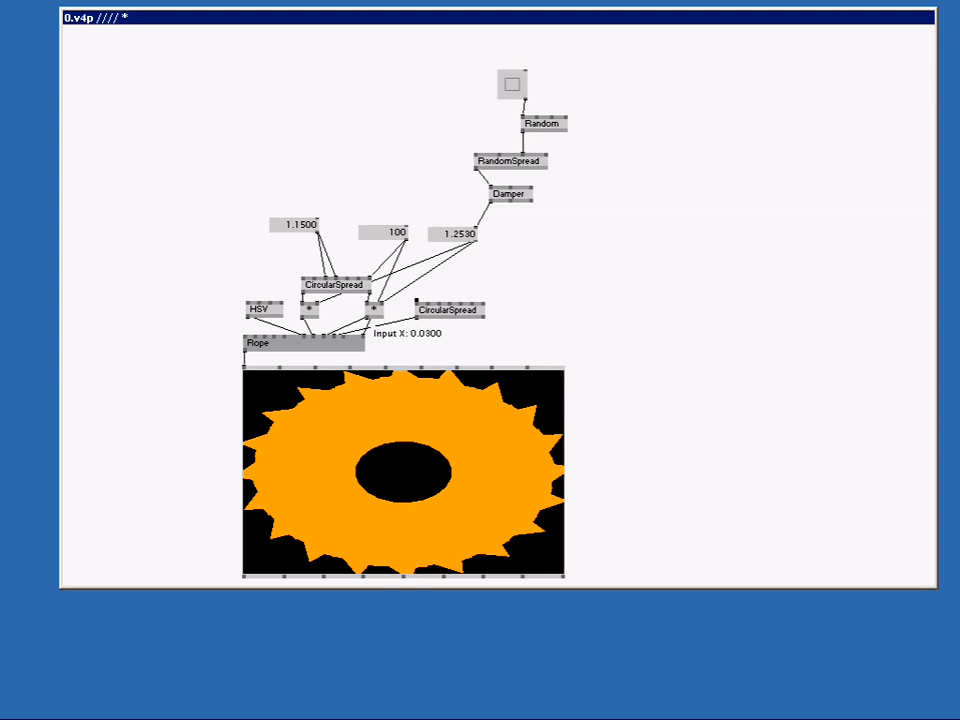 0.v4p //// *
Random
RandomSpread
Damper
1.1500
100
1.2530
CircularSpread
HSV
*
*
CircularSpread
Input X: 0.0300
Rope